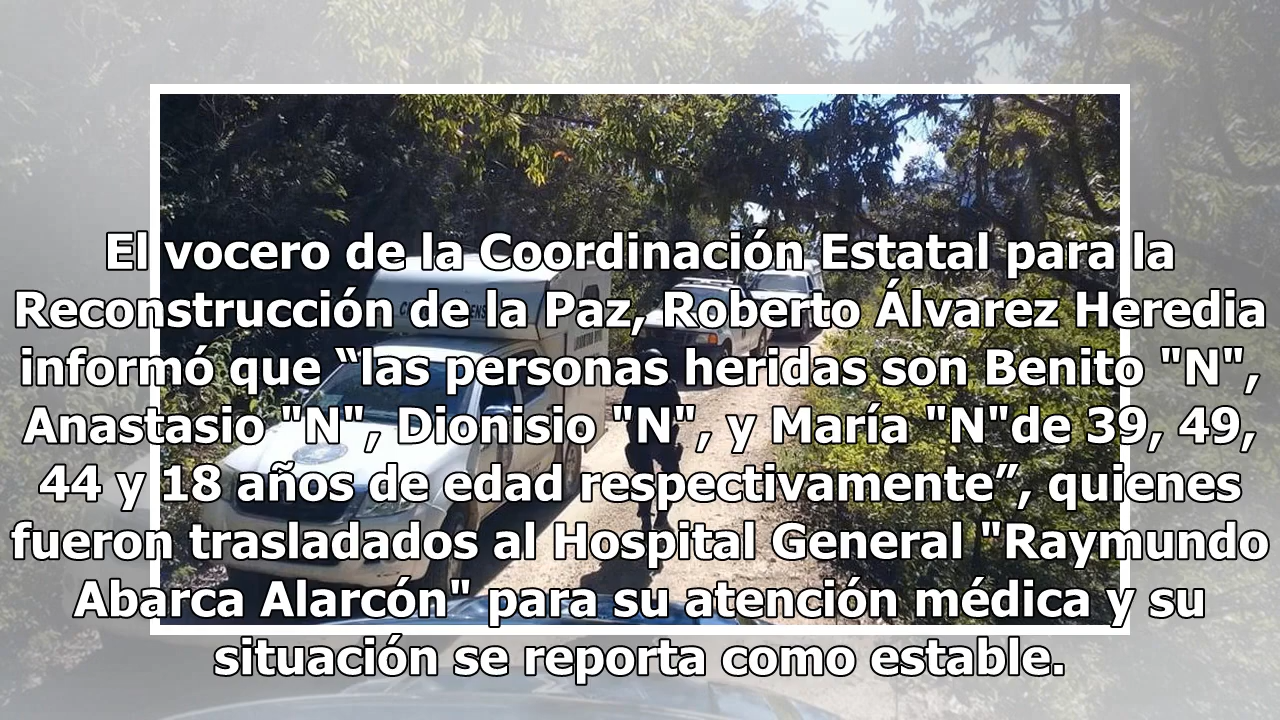 El vocero de la Coordinación Estatal para la
Reconstrucción de la Paz, Roberto Álvarez Heredia
informó que “las personas heridas son Benito "N",
Anastasio "N", Dionisio "N", y María "N"de 39, 49,
44 y 18 años de edad respectivamente”, quienes
fueron trasladados al Hospital General "Raymundo
Abarca Alarcón" para su atención médica y su
situación se reporta como estable.